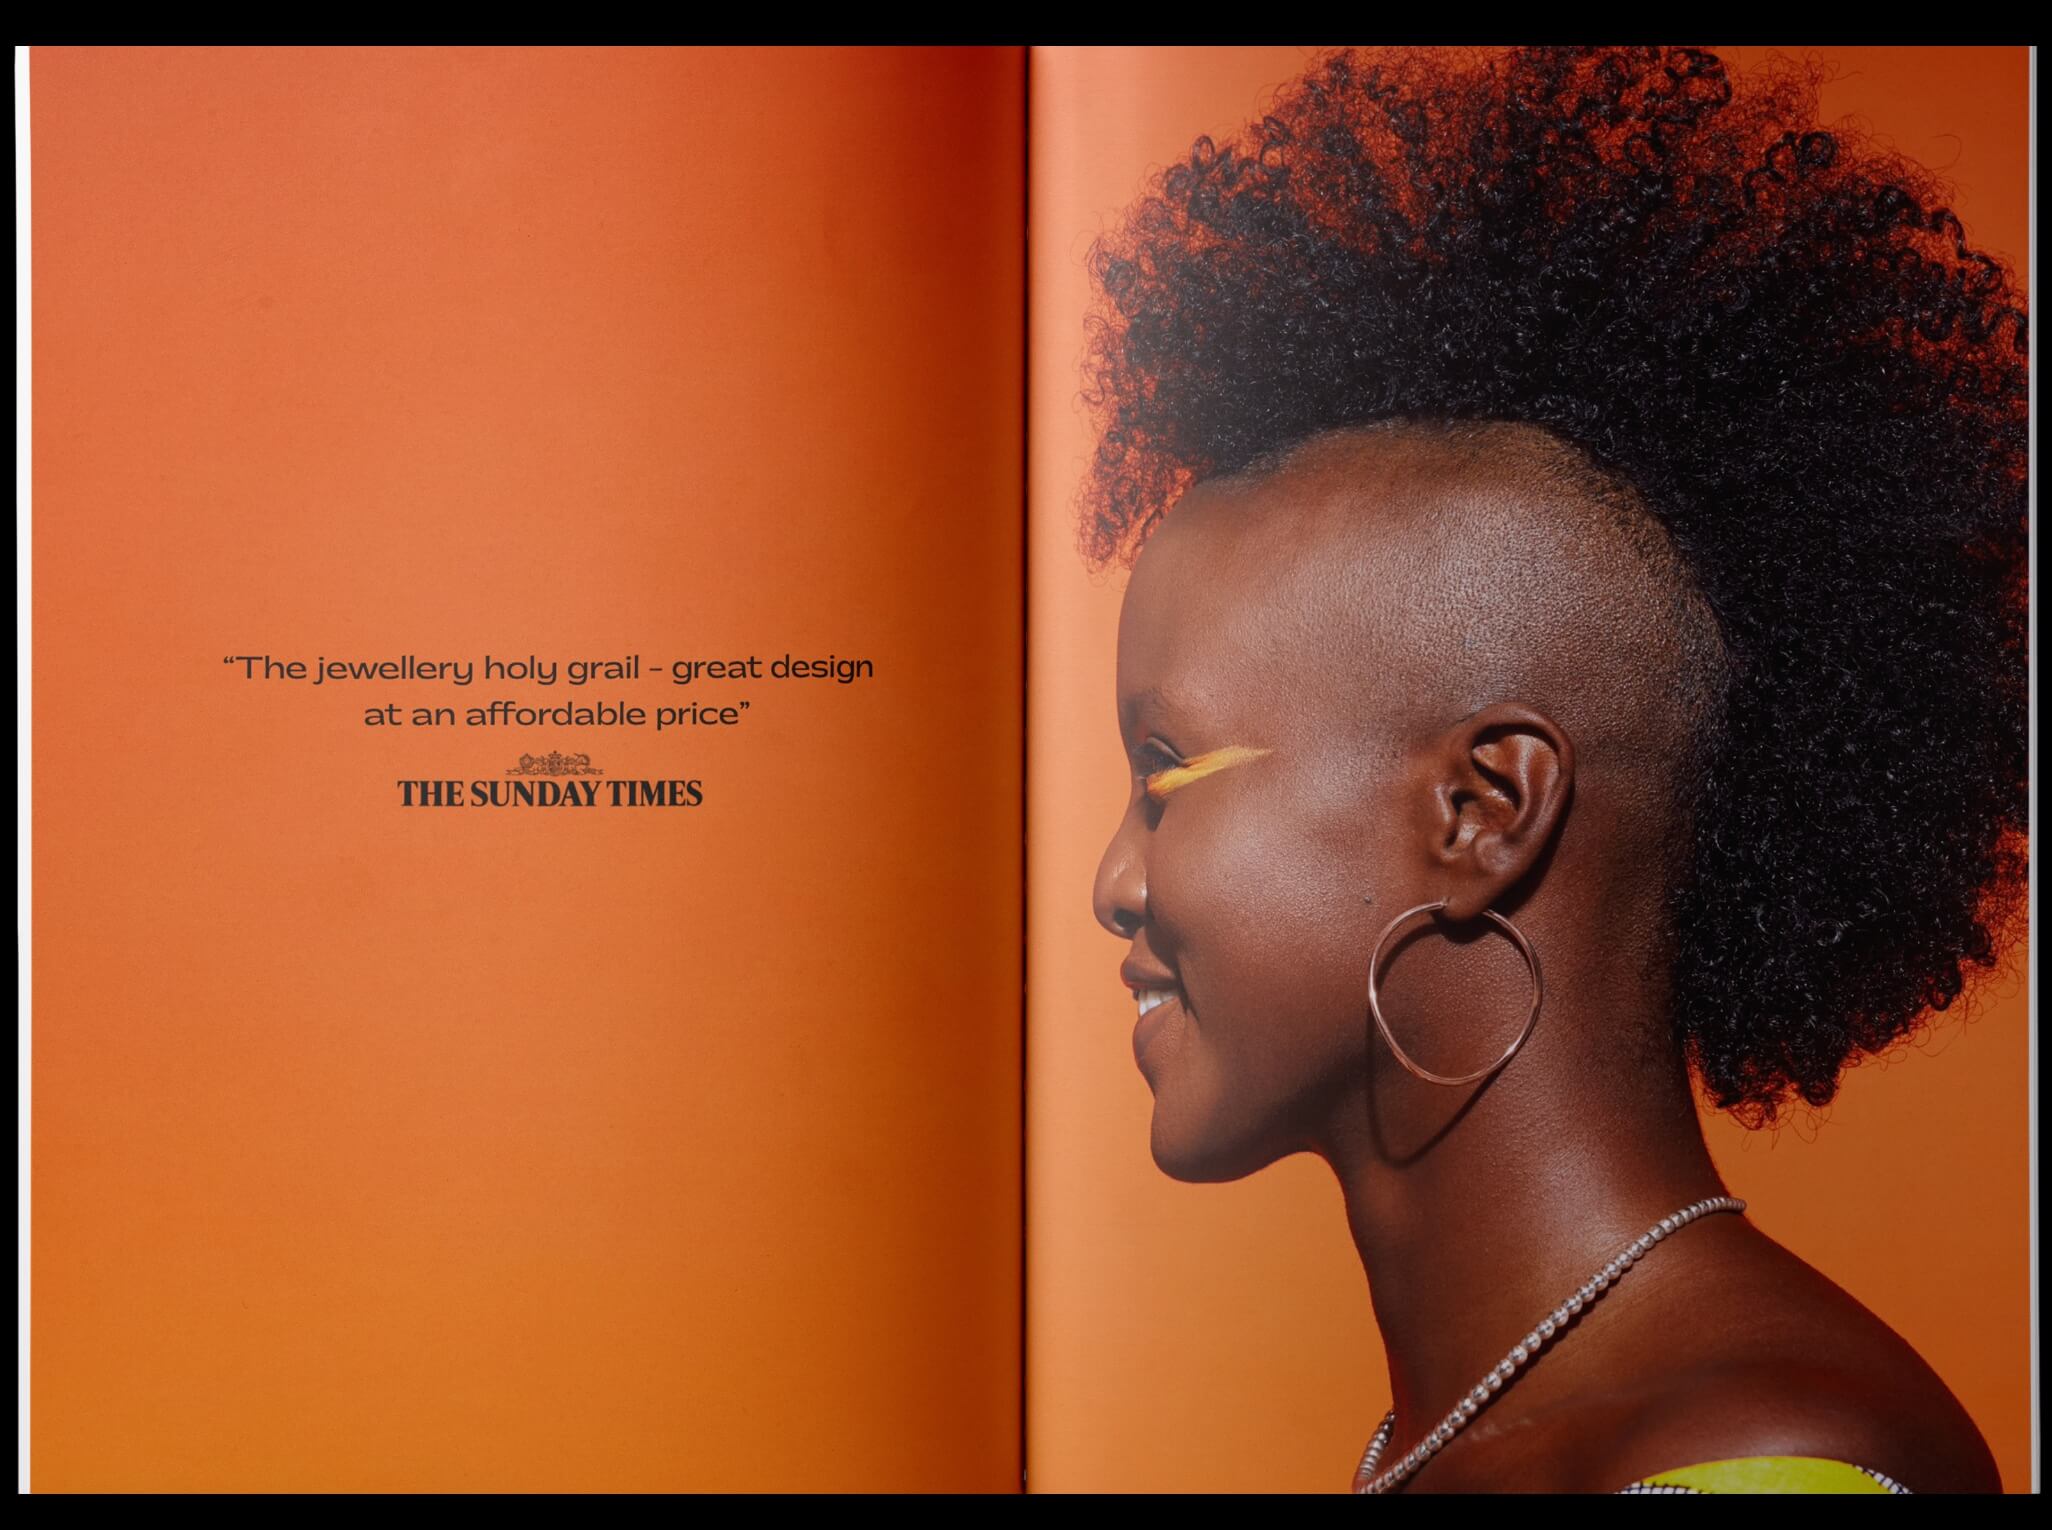 “The jewellery holy grail – great design
at an affordable price”
THE SUNDAY TIMES